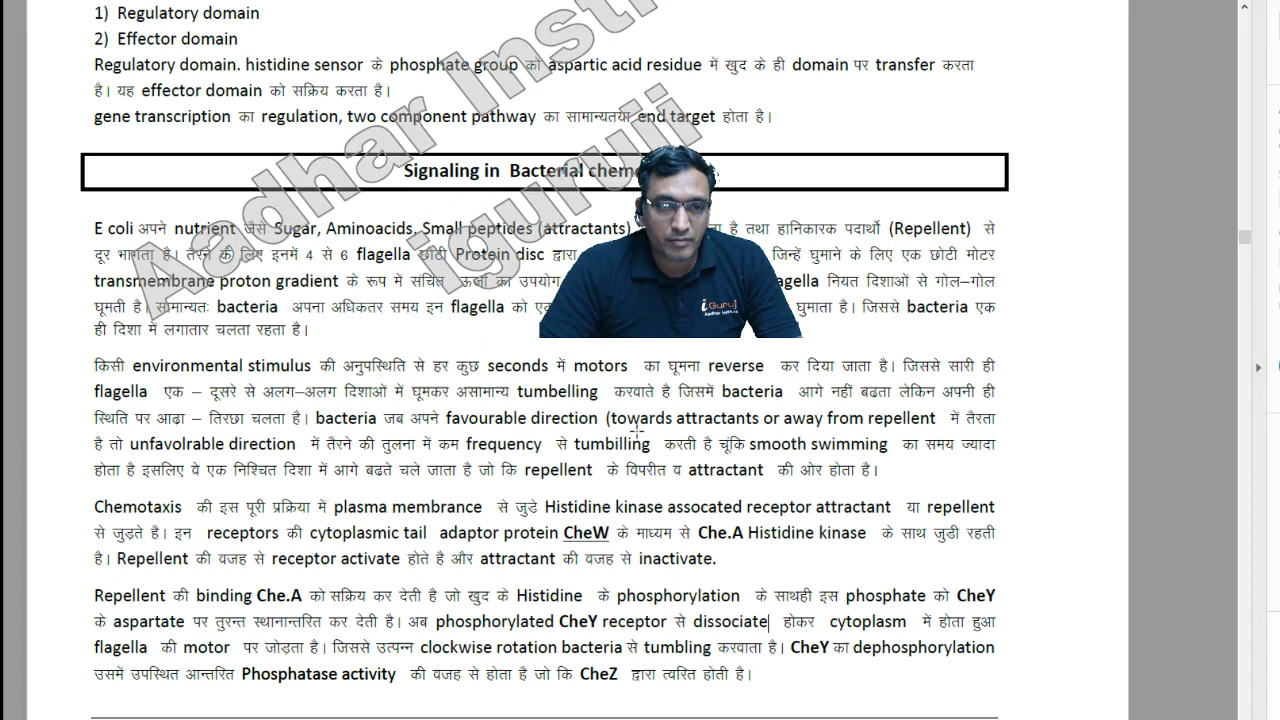 1) Regulatory domain
2) Effector domain
Regulatory domain. histidine sensor के phosphate group को aspartic acid residue में खुद के ही domain पर transfer करता
है। यह effector domain को सक्रिय करता है।
gene transcription का regulation, two component pathway का सामान्यतया end target होता है।
Signaling in Bacterial
E coli अपने nutrient जैसे Sugar, Aminoacids, Small peptides (attractants) है तथा हानिकारक पदार्थो (Repellent) से
दूर भागता है। तैरने की लिए इनमें 4 से 6 flagella छोटी Protein disc द्वारा जिन्हें घुमाने के लिए एक छोटी मोटर
transmembrane proton gradient के रूप में संचित ऊर्जा का उपयोग नियत दिशाओं से गोल–गोल
घूमती है। सामान्यतः bacteria अपना अधिकतर समय इन flagella को घुमाता है। जिससे bacteria एक
ही दिशा में लगातार चलता रहता है।
किसी environmental stimulus की अनुपस्थिति से हर कुछ seconds में motors का घूमना reverse कर दिया जाता है। जिससे सारी ही
flagella एक – दूसरे से अलग–अलग दिशाओं में घूमकर असामान्य tumbelling करवाते है जिसमें bacteria आगे नहीं बढता लेकिन अपनी ही
स्थिति पर आढ़ा – तिरछा चलता है। bacteria जब अपने favourable direction (towards attractants or away from repellent में तैरता
है तो unfavolrable direction में तैरने की तुलना में कम frequency से tumbilling करती है चूंकि smooth swimming का समय ज्यादा
होता है इसलिए वे एक निश्चित दिशा में आगे बढते चले जाता है जो कि repellent के विपरीत व attractant की ओर होता है।
Chemotaxis की इस पूरी प्रक्रिया में plasma membrance से जुडे Histidine kinase assocated receptor attractant या repellent
से जुड़ते है। इन receptors की cytoplasmic tail adaptor protein CheW के माध्यम से Che.A Histidine kinase के साथ जुडी रहती
है। Repellent की वजह से receptor activate होते है और attractant की वजह से inactivate.
Repellent की binding Che.A को सक्रिय कर देती है जो खुद के Histidine के phosphorylation के साथही इस phosphate को CheY
के aspartate पर तुरन्त स्थानान्तरित कर देती है। अब phosphorylated CheY receptor से dissociate होकर cytoplasm में होता हुआ
flagella की motor पर जोड़ता है। जिससे उत्पन्न clockwise rotation bacteria से tumbling करवाता है। CheY का dephosphorylation
उसमें उपस्थित आन्तरित Phosphatase activity की वजह से होता है जो कि CheZ द्वारा त्वरित होती है।
Aadhar
iguruji
iGuruji
Aadhar Institute